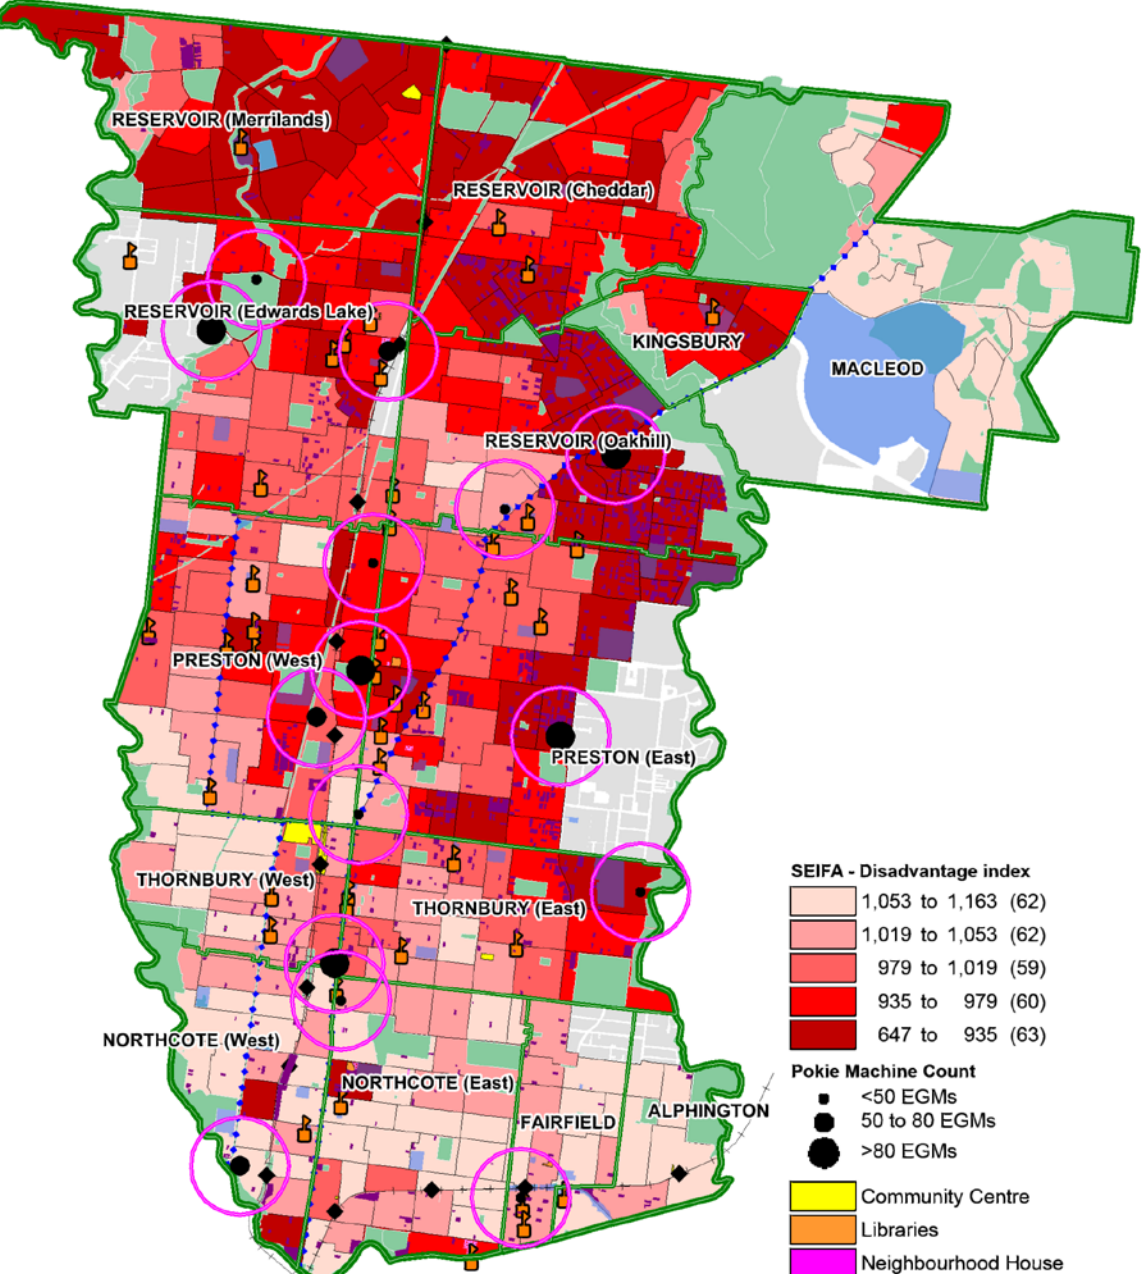 RESERVOIR (Merrilands)
RESERVOIR (Cheddar)
RESERVOIR (Edwards Lake)
KINGSBURY
MACLEOD
RESERVOIR (Oakhill)
PRESTON (West)
PRESTON (East)
THORNBURY (West)
THORNBURY (East)
NORTHCOTE (West)
NORTHCOTE (East)
FAIRFIELD
ALPHINGTON
SEIFA - Disadvantage index
1,053 to 1,163 (62)
1,019 to 1,053 (62)
979 to 1,019 (59)
935 to 979 (60)
647 to 935 (63)
Pokie Machine Count
<50 EGMs
50 to 80 EGMs
>80 EGMs
Community Centre
Libraries
Neighbourhood House